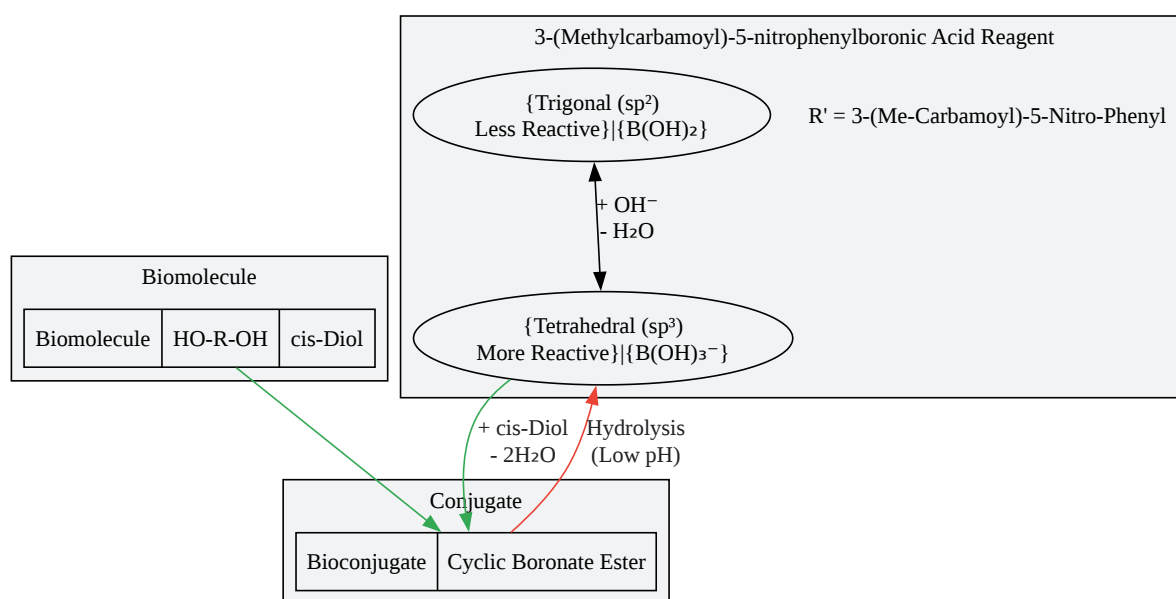 3-(Methylcarbamoyl)-5-nitrophenylboronic Acid Reagent
{Trigonal (sp²)
Less Reactive}|{B(OH)₂}
R' = 3-(Me-Carbamoyl)-5-Nitro-Phenyl
+ OH⁻
- H₂O
Biomolecule
Biomolecule
HO-R-OH
cis-Diol
{Tetrahedral (sp³)
More Reactive}|{B(OH)₃⁻}
+ cis-Diol
- 2H₂O
Hydrolysis
(Low pH)
Conjugate
Bioconjugate
Cyclic Boronate Ester